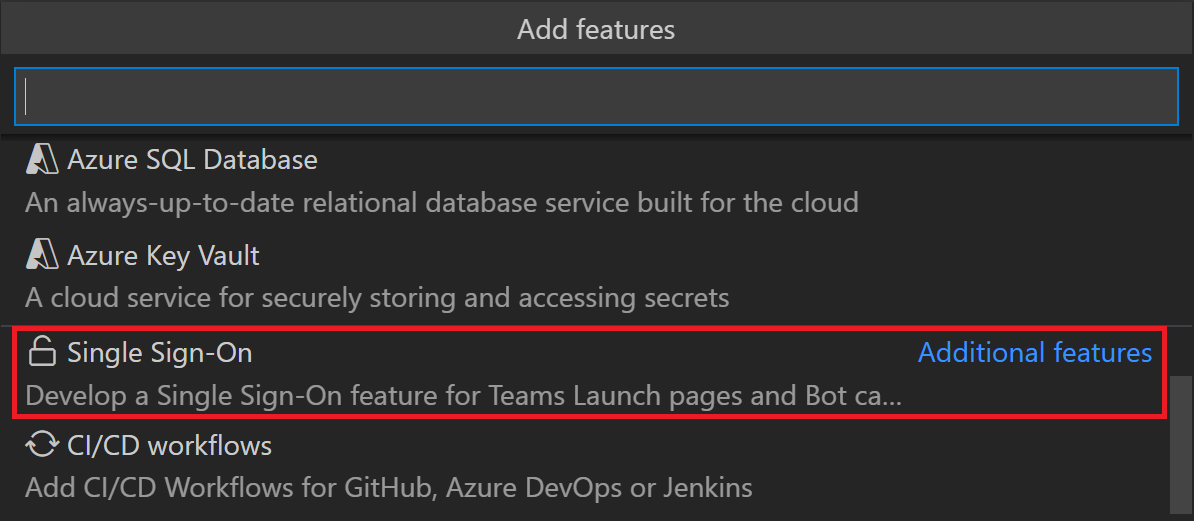 Add features
Azure SQL Database
An always-up-to-date relational database service built for the cloud
Azure Key Vault
A cloud service for securely storing and accessing secrets
Single Sign-On Additional features
Develop a Single Sign-On feature for Teams Launch pages and Bot ca...
CI/CD workflows
Add CI/CD Workflows for GitHub, Azure DevOps or Jenkins